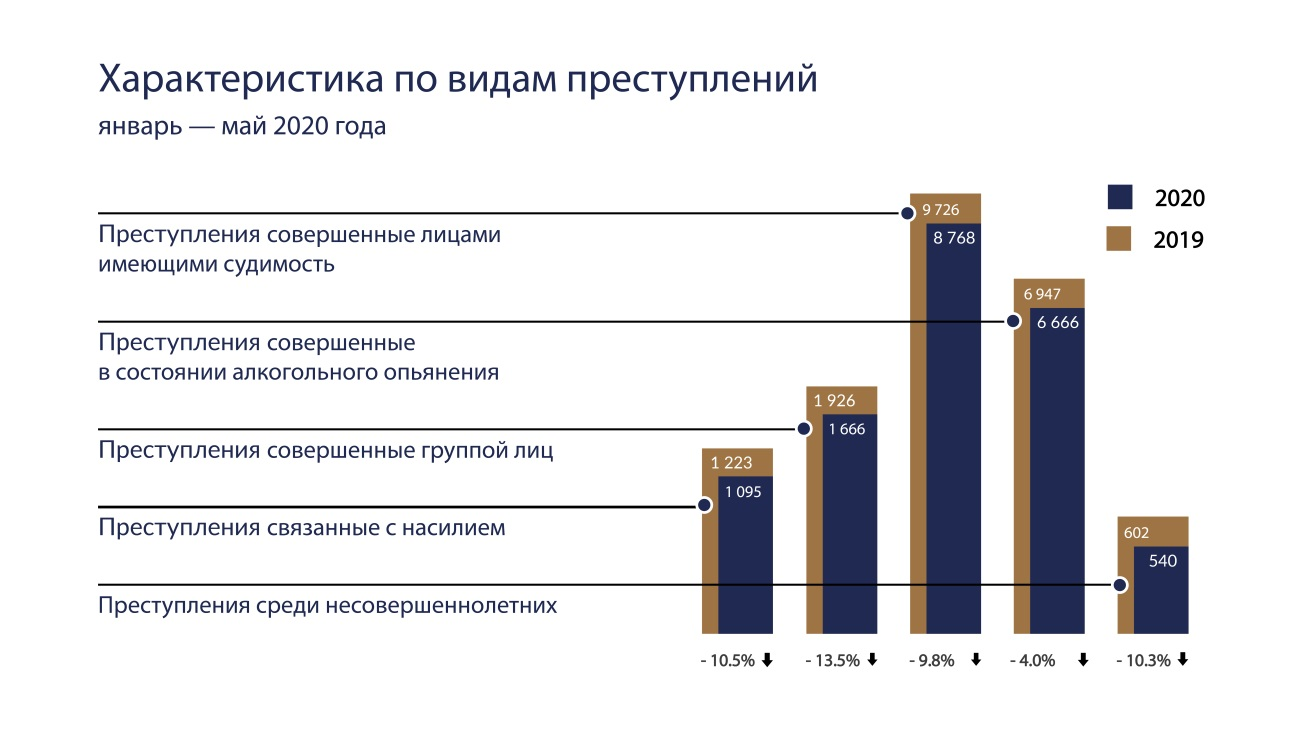 Характеристика по видам преступлений
январь — май 2020 года
2020
2019
Преступления совершенные лицами
имеющими судимость
Преступления совершенные
в состоянии алкогольного опьянения
Преступления совершенные группой лиц
Преступления связанные с насилием
Преступления среди несовершеннолетних
9 726
8 768
6 947
6 666
1 926
1 666
1 223
1 095
602
540
- 10.5%
- 13.5%
- 9.8%
- 4.0%
- 10.3%